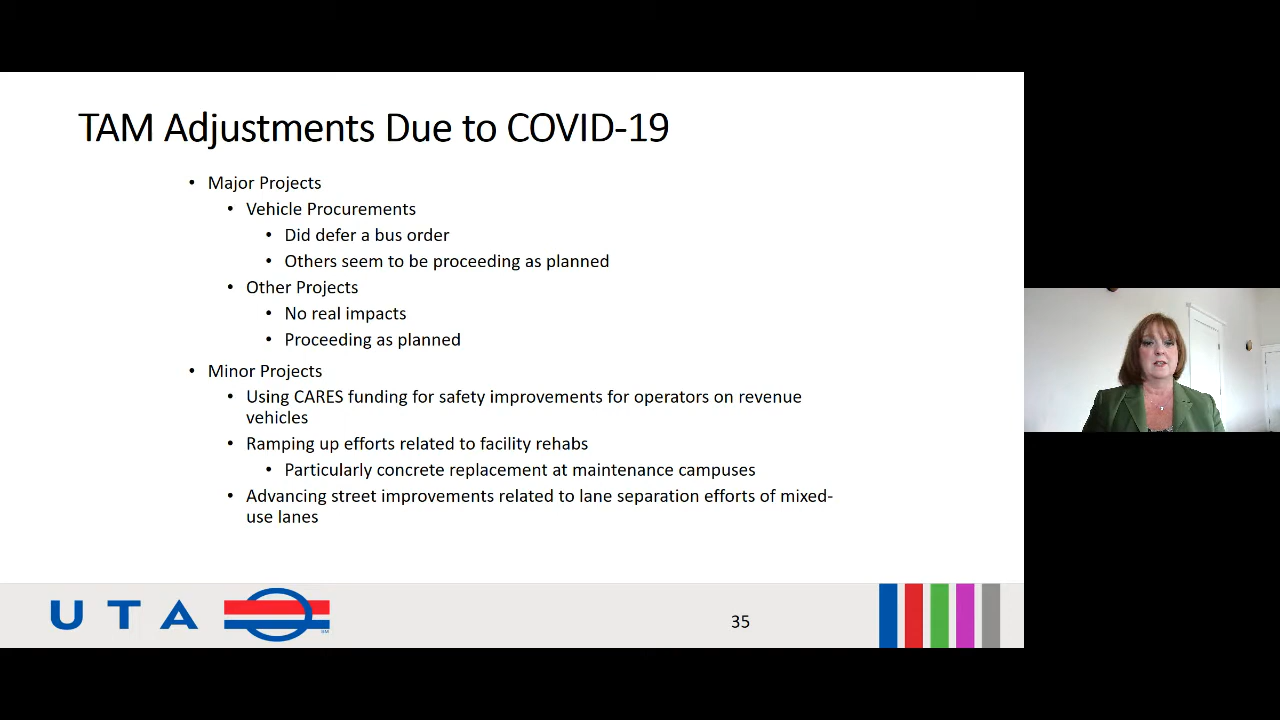 TAM Adjustments Due to COVID-19
• Major Projects
• Vehicle Procurements
• Did defer a bus order
• Others seem to be proceeding as planned
• Other Projects
• No real impacts
• Proceeding as planned
• Minor Projects
• Using CARES funding for safety improvements for operators on revenue
vehicles
• Ramping up efforts related to facility rehabs
• Particularly concrete replacement at maintenance campuses
• Advancing street improvements related to lane separation efforts of mixed-
use lanes
UTA
35